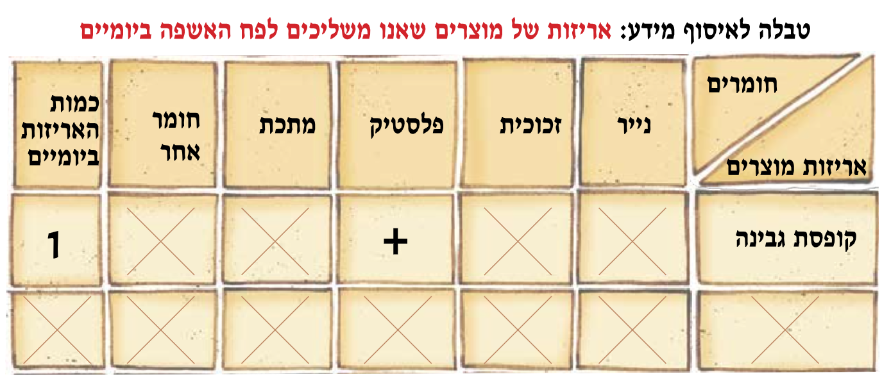 טבלה לאיסוף מידע: אריזות של מוצרים שאנו משליכים לפח האשפה ביומיים
חומרים
אריזות מוצרים
נייר
זכוכית
פלסטיק
מתכת
חומר
אחר
כמות
האריזות
ביומיים
קופסת גבינה
+
1